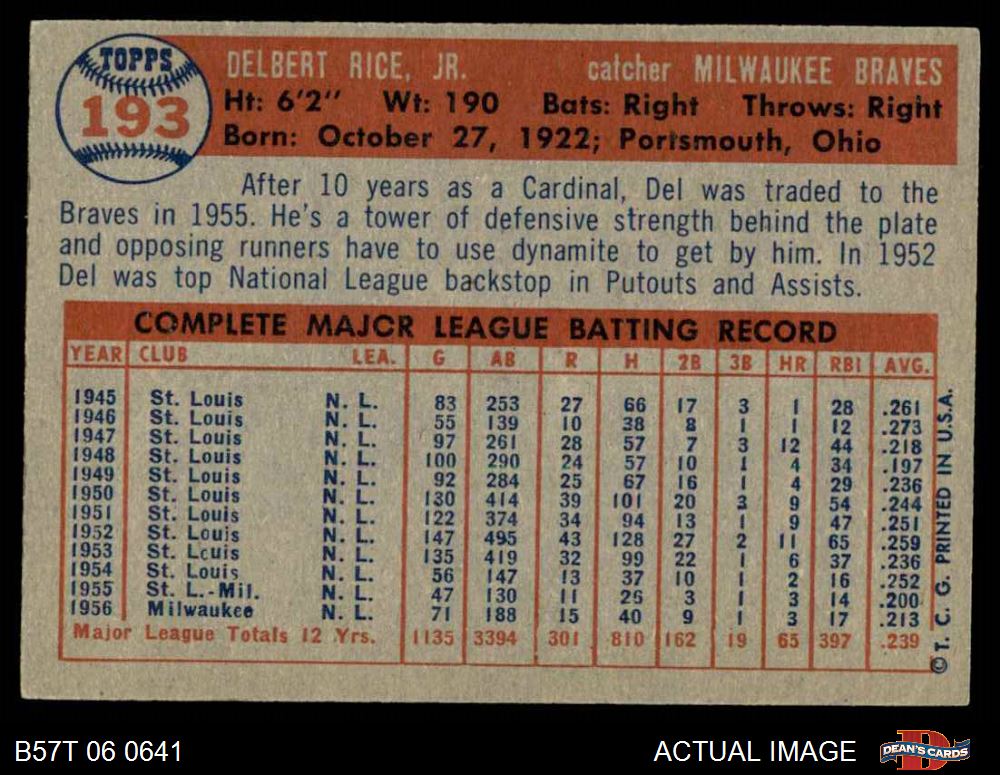 TOPPS
193
DELBERT RICE, JR. catcher MILWAUKEE BRAVES
Ht: 6'2" Wt: 190 Bats: Right Throws: Right
Born: October 27, 1922; Portsmouth, Ohio
After 10 years as a Cardinal, Del was traded to the
Braves in 1955. He's a tower of defensive strength behind the plate
and opposing runners have to use dynamite to get by him. In 1952
Del was top National League backstop in Putouts and Assists.
COMPLETE MAJOR LEAGUE BATTING RECORD
YEAR CLUB LEA. G AB R H 2B 3B HR RBI AVG.
1945 St. Louis N. L. 83 253 27 66 17 3 1 28 .261
1946 St. Louis N. L. 55 139 10 38 8 1 1 12 .273
1947 St. Louis N. L. 97 261 28 57 7 3 12 44 .218
1948 St. Louis N. L. 100 290 24 57 10 1 4 34 .197
1949 St. Louis N. L. 92 284 25 67 16 1 4 29 .236
1950 St. Louis N. L. 130 414 39 101 20 3 9 54 .244
1951 St. Louis N. L. 122 374 34 94 13 1 9 47 .251
1952 St. Louis N. L. 147 495 43 128 27 2 11 65 .259
1953 St. Louis N. L. 135 419 32 99 22 1 6 37 .236
1954 St. Louis N. L. 56 147 13 37 10 1 2 16 .252
1955 St. L.-Mil. N. L. 47 130 11 26 3 1 3 14 .200
1956 Milwaukee N. L. 71 188 15 40 9 1 3 17 .213
Major League Totals 12 Yrs. 1135 3394 301 810 162 19 65 397 .239
© T. C. G. PRINTED IN U.S.A.
B57T 06 0641 ACTUAL IMAGE DEAN'S CARDS